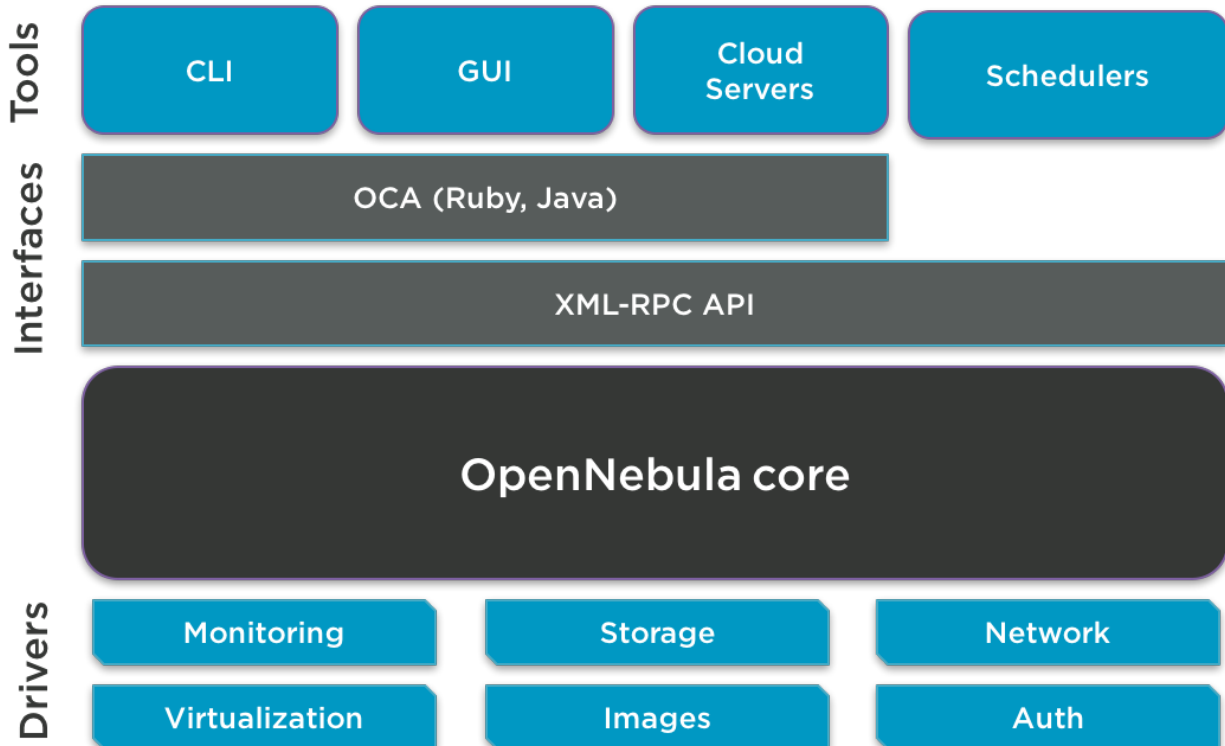 Tools
CLI
GUI
Cloud
Servers
Schedulers
Interfaces
OCA (Ruby, Java)
XML-RPC API
OpenNebula core
Drivers
Monitoring
Storage
Network
Virtualization
Images
Auth